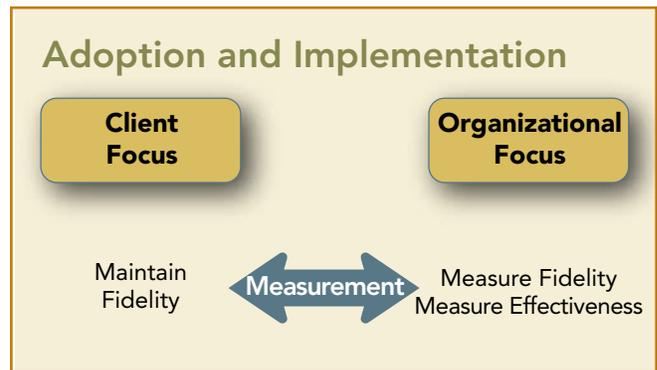 Adoption and Implementation
Client
Focus
Organizational
Focus
Maintain
Fidelity
Measurement
Measure Fidelity
Measure Effectiveness